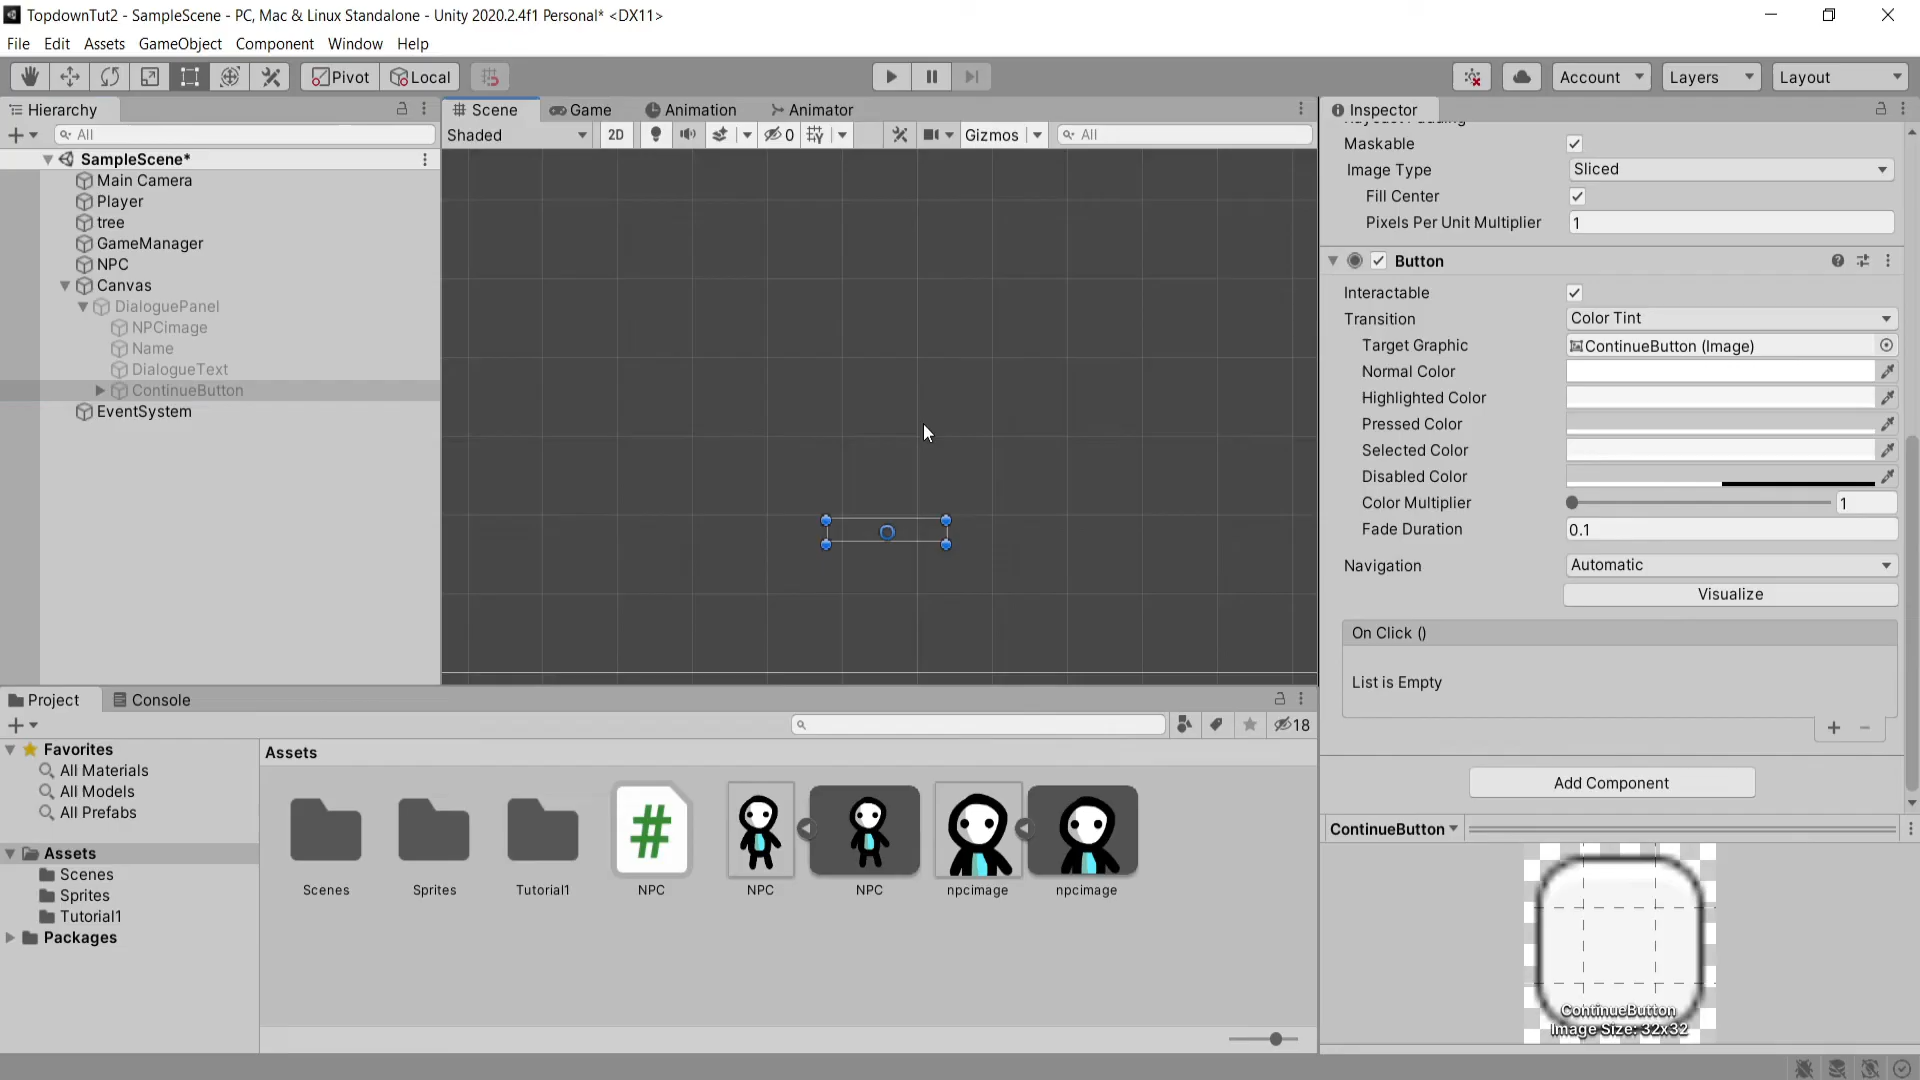 TopdownTut2 - SampleScene - PC, Mac & Linux Standalone - Unity 2020.2.4f1 Personal* <DX11>
File Edit Assets GameObject Component Window Help
Pivot Local Account Layers Layout
Hierarchy
All
SampleScene*
Main Camera
Player
tree
GameManager
NPC
Canvas
DialoguePanel
NPCimage
Name
DialogueText
ContinueButton
EventSystem
Scene Game Animation Animator
Shaded 2D 0 Gizmos All
Inspector
Maskable
Image Type Sliced
Fill Center
Pixels Per Unit Multiplier 1
Button
Interactable
Transition Color Tint
Target Graphic ContinueButton (Image)
Normal Color
Highlighted Color
Pressed Color
Selected Color
Disabled Color
Color Multiplier 1
Fade Duration 0.1
Navigation Automatic
Visualize
On Click ()
List is Empty
Add Component
ContinueButton
ContinueButton
Image Size: 32x32
Project Console
18
Favorites
All Materials
All Models
All Prefabs
Assets
Scenes
Sprites
Tutorial1
Packages
Assets
Scenes Sprites Tutorial1 NPC NPC NPC npcimage npcimage